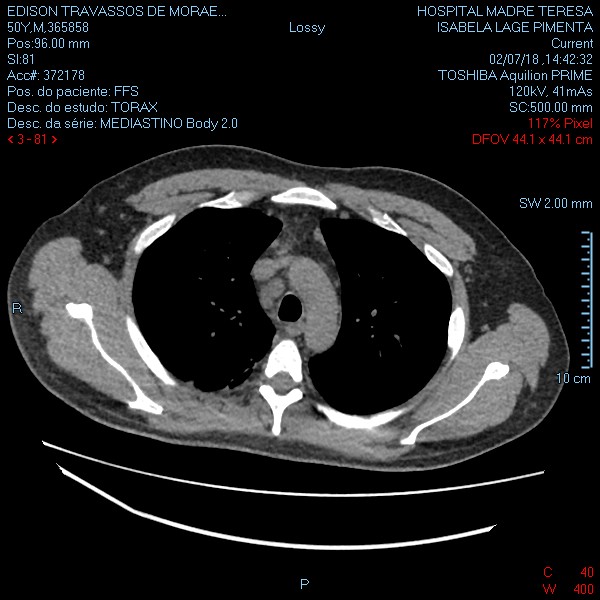 EDISON TRAVASSOS DE MORAE...
50Y,M,365858
Pos:96.00 mm
SI:81
Acc#: 372178
Pos. do paciente: FFS
Desc. do estudo: TORAX
Desc. da série: MEDIASTINO Body 2.0
< 3 - 81 >
Lossy
HOSPITAL MADRE TERESA
ISABELA LAGE PIMENTA
Current
02/07/18 ,14:42:32
TOSHIBA Aquilion PRIME
120kV, 41mAs
SC:500.00 mm
117% Pixel
DFOV 44.1 x 44.1 cm
SW 2.00 mm
R
10 cm
P
C 40
W 400